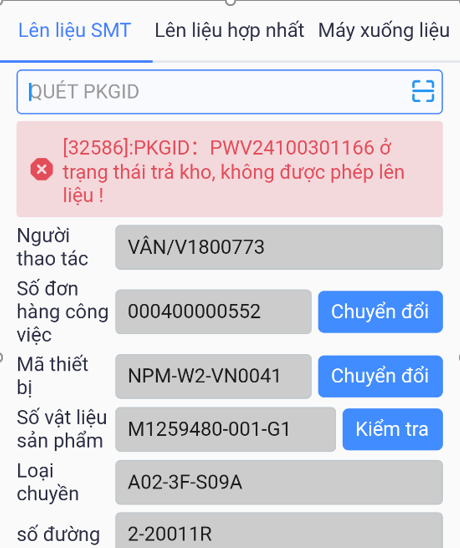 Lên liệu SMT Lên liệu hợp nhất Máy xuống liệu
QUÉT PKGID
[32586]:PKGID： PWV24100301166 ở
trạng thái trả kho, không được phép lên
liệu !
Người
thao tác
VÂN/V1800773
Số đơn
hàng công
việc
000400000552
Chuyển đổi
Mã thiết
bị
NPM-W2-VN0041
Chuyển đổi
Số vật liệu
sản phẩm
M1259480-001-G1
Kiểm tra
Loại
chuyền
A02-3F-S09A
số đường
2-20011R